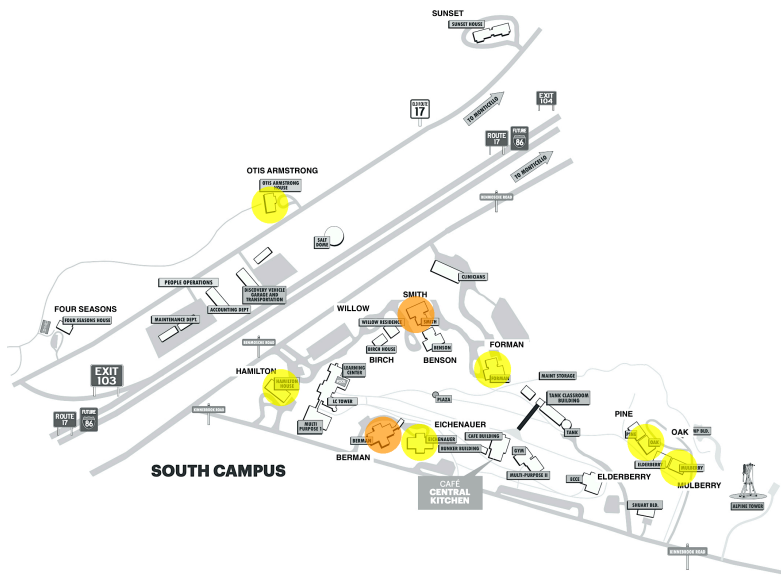 SUNSET
SUNSET HOUSE
OLD ROUTE
17
TO MONTICELLO
EXIT
104
ROUTE
17
FUTURE
86
TO MONTICELLO
OTIS ARMSTRONG
OTIS ARMSTRONG
HOUSE
SALT
DOME
CLINICIANS
PEOPLE OPERATIONS
DISCOVERY VEHICLE
GARAGE AND
TRANSPORTATION
ACCOUNTING DEPT
MAINTENANCE DEPT.
FOUR SEASONS
FOUR SEASONS HOUSE
WILLOW
SMITH
WILLOW RESIDENCE
SMITH
BIRCH HOUSE
BENSON
BIRCH
BENSON
FORMAN
FORMAN
EXIT
103
HAMILTON
HAMILTON
HOUSE
LEARNING
CENTER
LC TOWER
MULTI
PURPOSE I
PLAZA
MAINT STORAGE
TANK CLASSROOM
BUILDING
TANK
ROUTE
17
FUTURE
86
PINE
OAK
PINE
OAK
ELDERBERRY
MULBERRY
MULBERRY
EICHENAUER
BERMAN
EICHENAUER
CAFE BUILDING
BUNKER BUILDING
GYM
MULTI-PURPOSE II
BERMAN
SOUTH CAMPUS
CAFÉ
CENTRAL
KITCHEN
ECCE
ELDERBERRY
SHUART BLD.
ALPINE TOWER